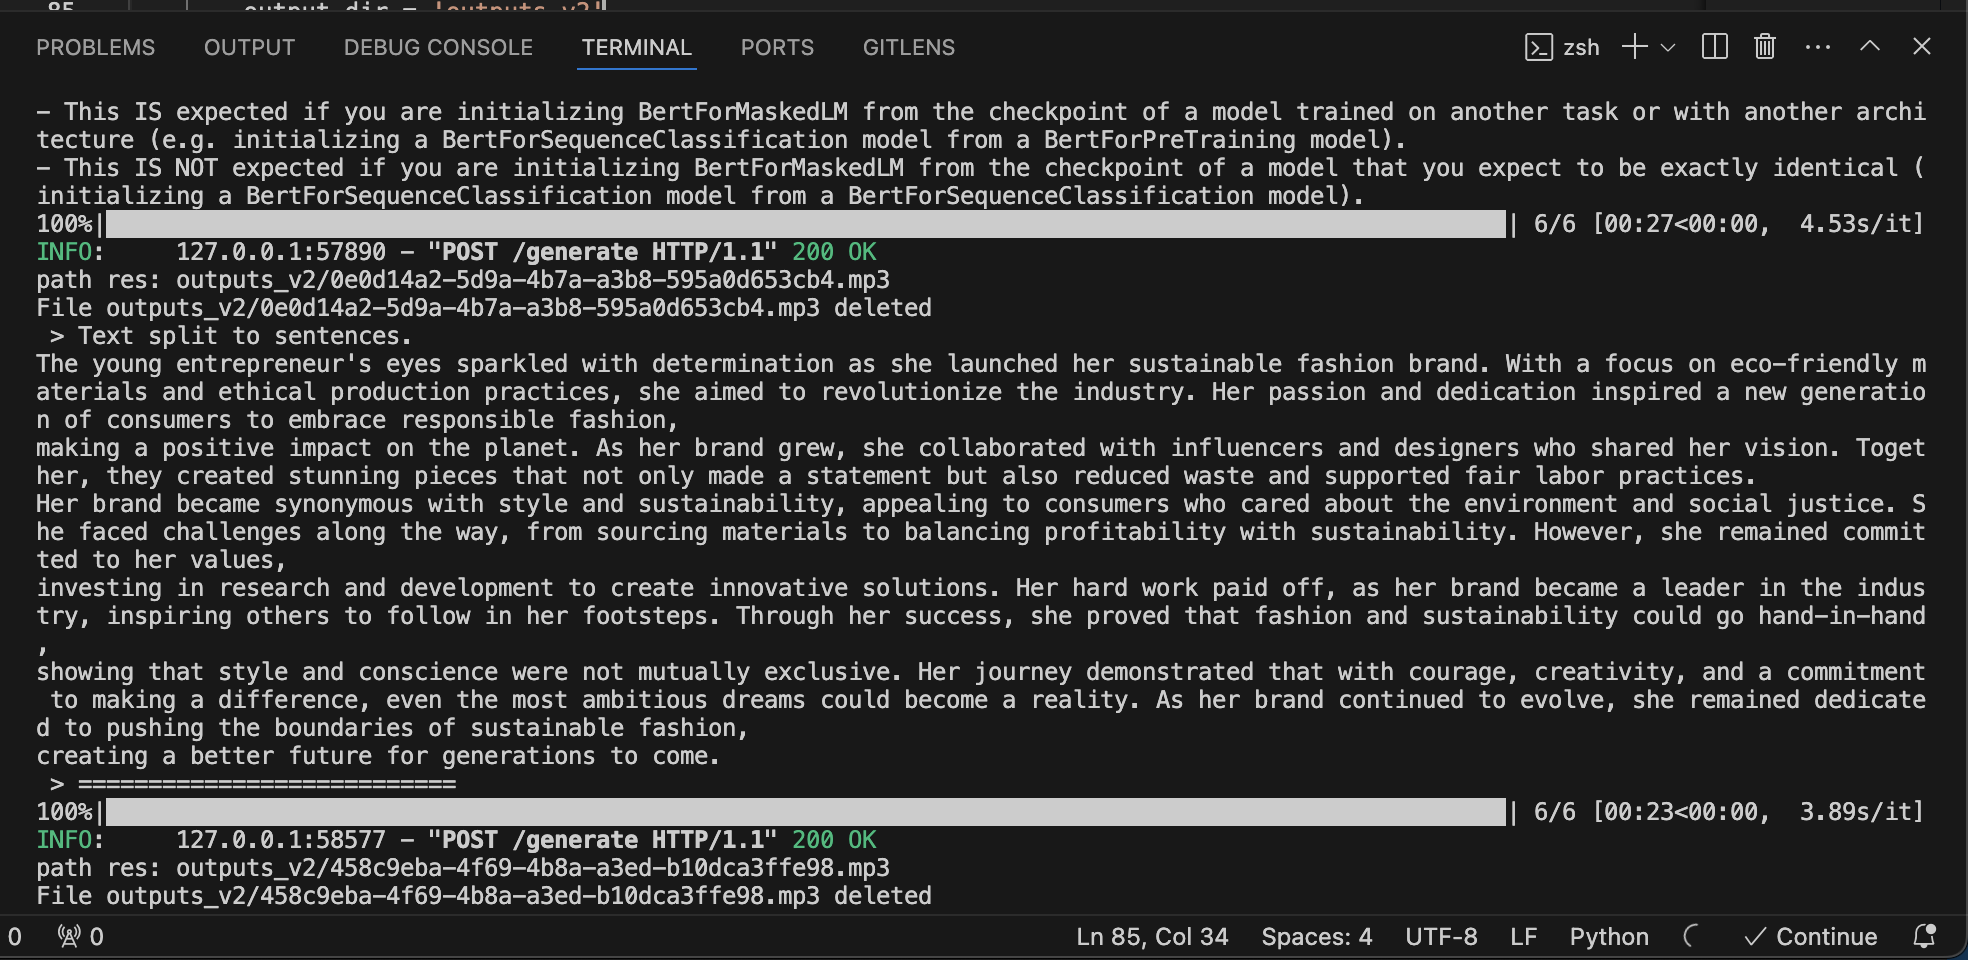 85 output_dir = 'outputs_v2'
PROBLEMS OUTPUT DEBUG CONSOLE TERMINAL PORTS GITLENS zsh
- This IS expected if you are initializing BertForMaskedLM from the checkpoint of a model trained on another task or with another archi
tecture (e.g. initializing a BertForSequenceClassification model from a BertForPreTraining model).
- This IS NOT expected if you are initializing BertForMaskedLM from the checkpoint of a model that you expect to be exactly identical (
initializing a BertForSequenceClassification model from a BertForSequenceClassification model).
100%| | 6/6 [00:27<00:00, 4.53s/it]
INFO: 127.0.0.1:57890 - "POST /generate HTTP/1.1" 200 OK
path res: outputs_v2/0e0d14a2-5d9a-4b7a-a3b8-595a0d653cb4.mp3
File outputs_v2/0e0d14a2-5d9a-4b7a-a3b8-595a0d653cb4.mp3 deleted
 > Text split to sentences.
The young entrepreneur's eyes sparkled with determination as she launched her sustainable fashion brand. With a focus on eco-friendly m
aterials and ethical production practices, she aimed to revolutionize the industry. Her passion and dedication inspired a new generatio
n of consumers to embrace responsible fashion,
making a positive impact on the planet. As her brand grew, she collaborated with influencers and designers who shared her vision. Toget
her, they created stunning pieces that not only made a statement but also reduced waste and supported fair labor practices.
Her brand became synonymous with style and sustainability, appealing to consumers who cared about the environment and social justice. S
he faced challenges along the way, from sourcing materials to balancing profitability with sustainability. However, she remained commit
ted to her values,
investing in research and development to create innovative solutions. Her hard work paid off, as her brand became a leader in the indus
try, inspiring others to follow in her footsteps. Through her success, she proved that fashion and sustainability could go hand-in-hand
,
showing that style and conscience were not mutually exclusive. Her journey demonstrated that with courage, creativity, and a commitment
 to making a difference, even the most ambitious dreams could become a reality. As her brand continued to evolve, she remained dedicate
d to pushing the boundaries of sustainable fashion,
creating a better future for generations to come.
 > ===========================
100%| | 6/6 [00:23<00:00, 3.89s/it]
INFO: 127.0.0.1:58577 - "POST /generate HTTP/1.1" 200 OK
path res: outputs_v2/458c9eba-4f69-4b8a-a3ed-b10dca3ffe98.mp3
File outputs_v2/458c9eba-4f69-4b8a-a3ed-b10dca3ffe98.mp3 deleted
0 0 Ln 85, Col 34 Spaces: 4 UTF-8 LF Python Continue